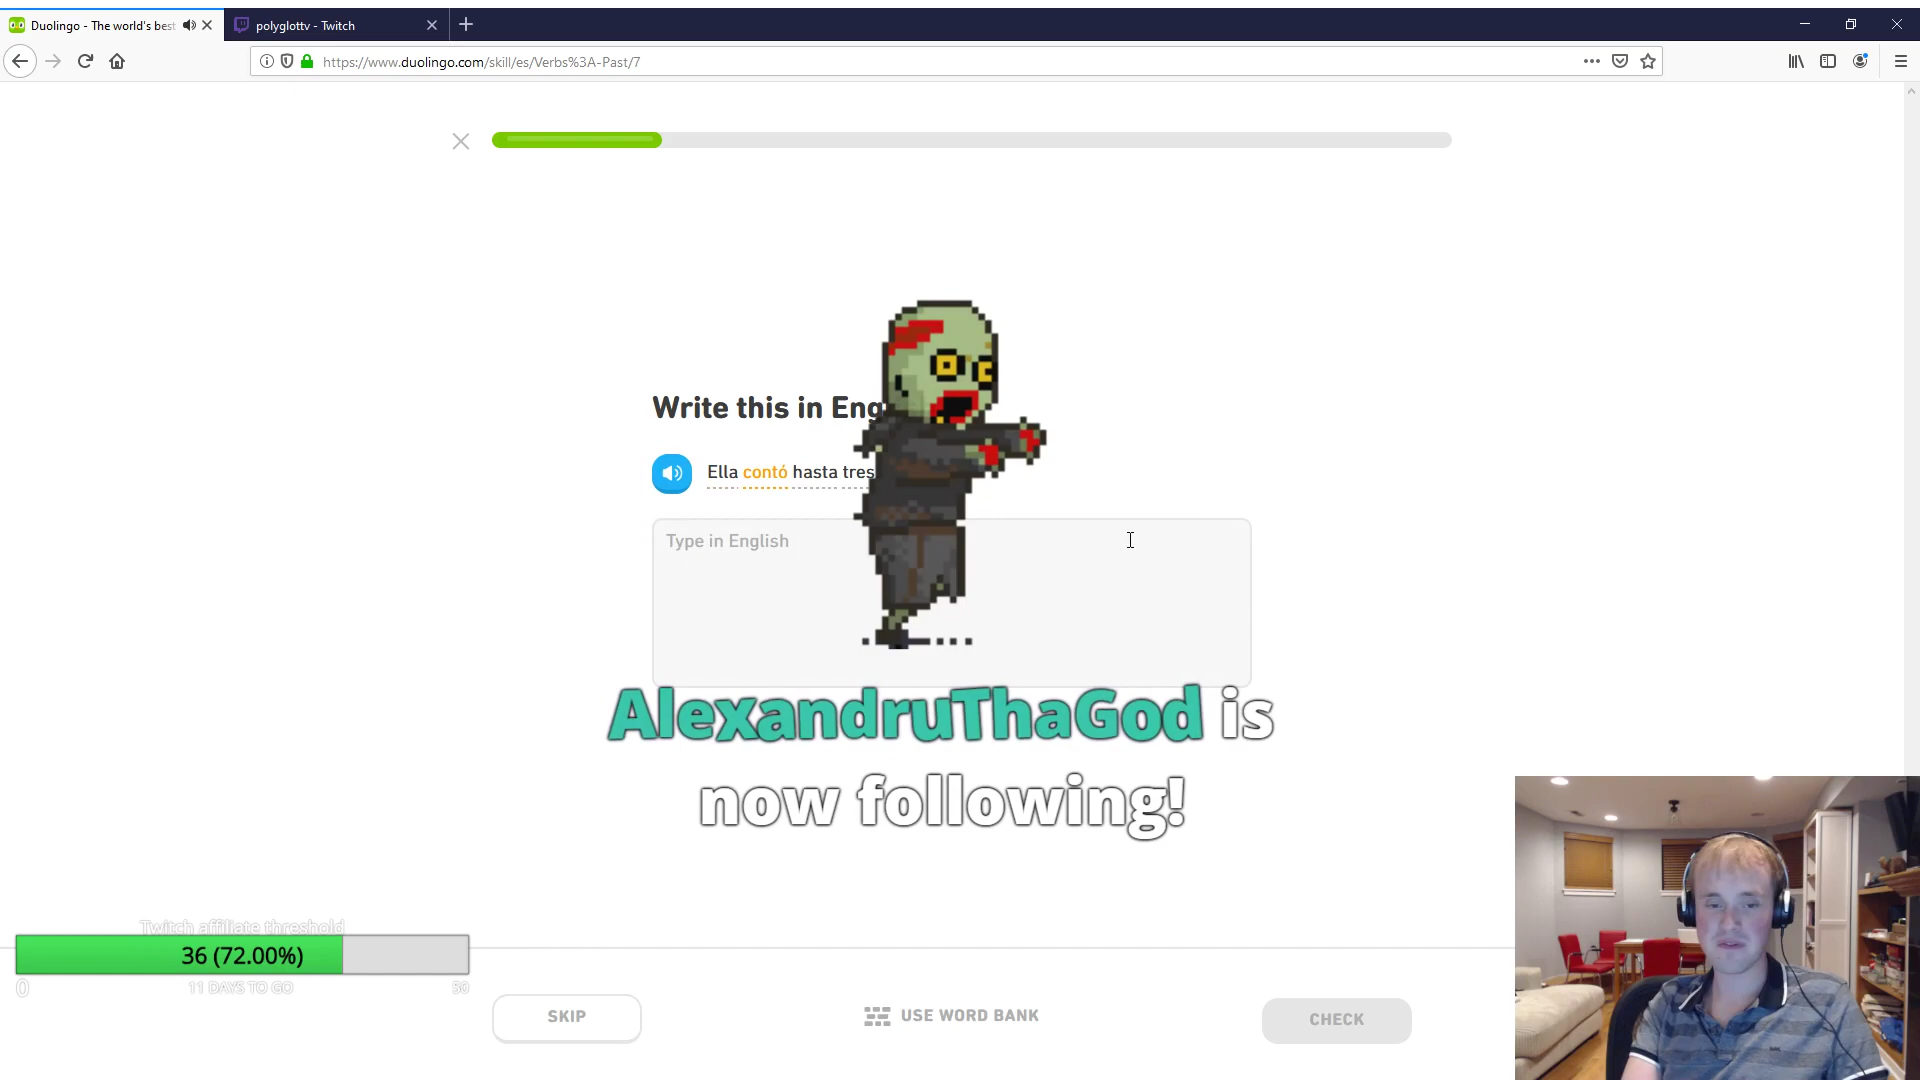 Duolingo - The world's best
polyglottv - Twitch
https://www.duolingo.com/skill/es/Verbs%3A-Past/7
Write this in Eng
Ella contó hasta tres
Type in English
AlexandruThaGod is
now following!
Twitch affiliate threshold
36 (72.00%)
0 11 DAYS TO GO 50
SKIP
USE WORD BANK
CHECK